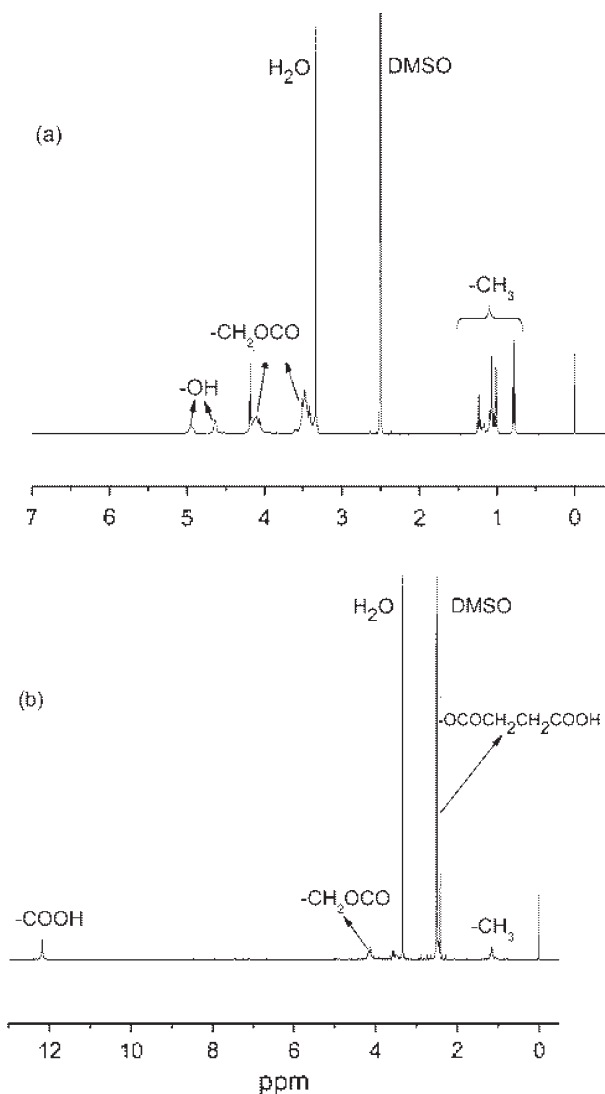 H₂O DMSO
(a)
-CH₃
-CH₂OCO
-OH
7 6 5 4 3 2 1 0
H₂O DMSO
(b)
-OCOCH₂CH₂COOH
-CH₂OCO
-COOH
-CH₃
12 10 8 6 4 2 0
ppm